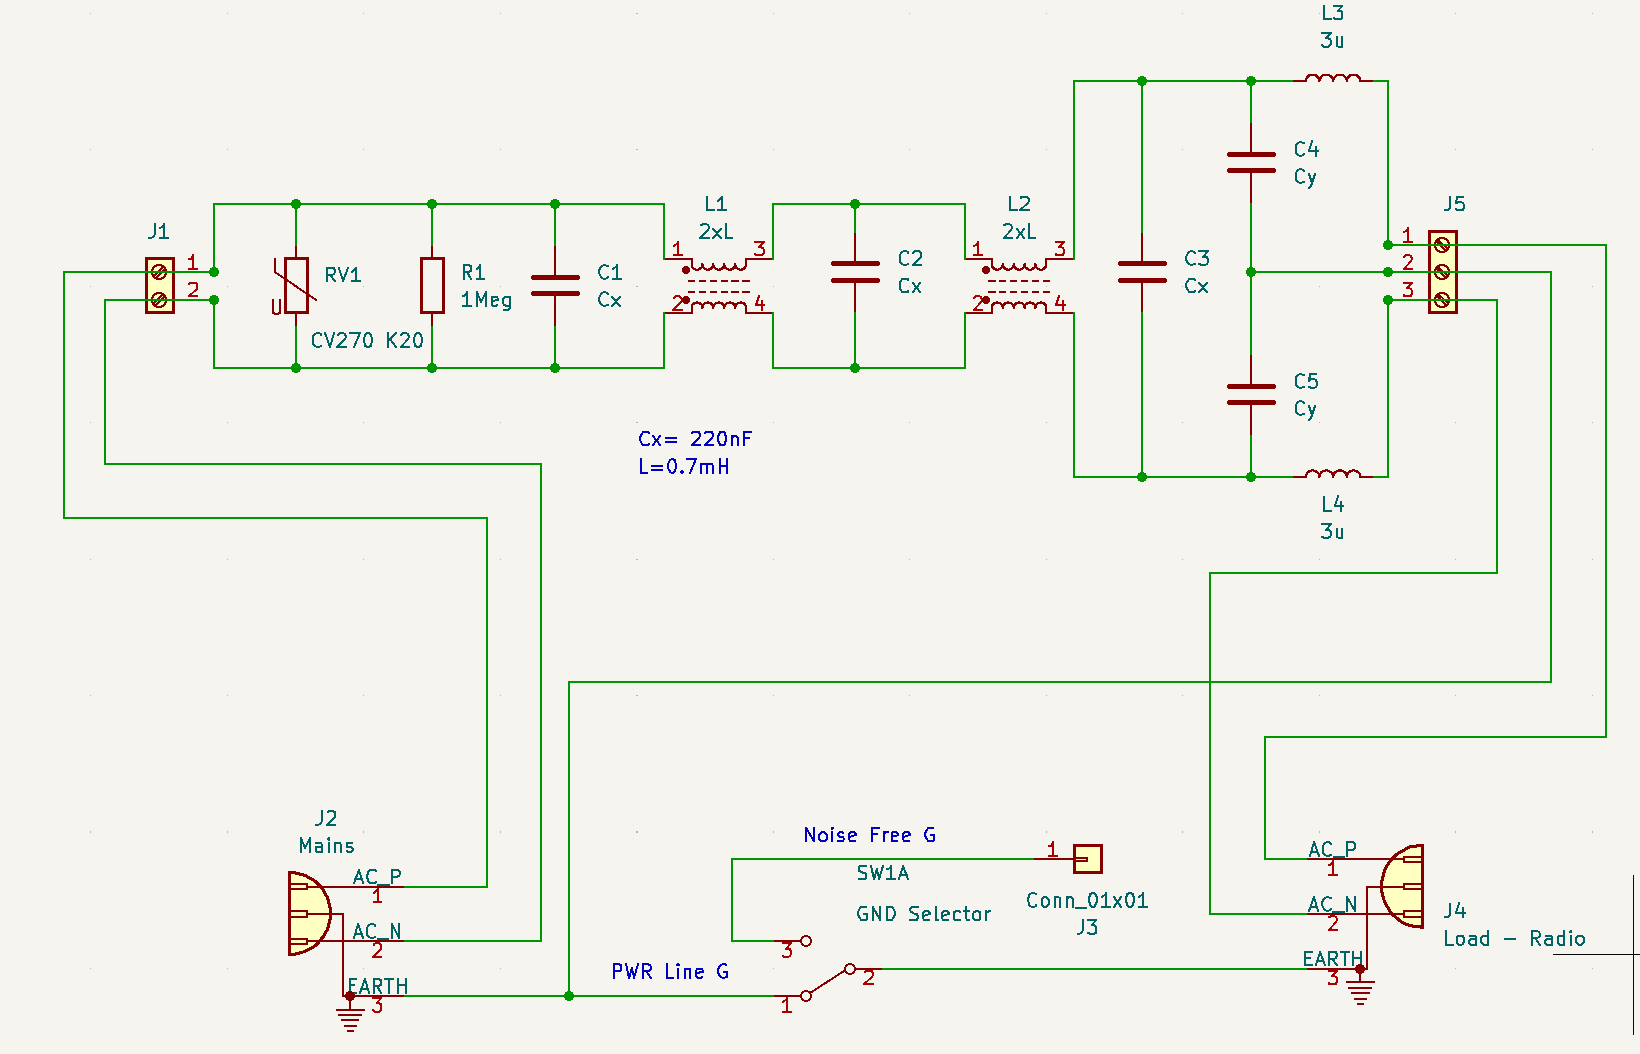 L3
3u
C4
Cy
J1
1
2
RV1
U
CV270 K20
R1
1Meg
C1
Cx
L1
2xL
1
3
2
4
C2
Cx
L2
2xL
1
3
2
4
C3
Cx
J5
1
2
3
C5
Cy
Cx= 220nF
L=0.7mH
L4
3u
J2
Mains
AC_P
1
AC_N
2
EARTH
3
Noise Free G
SW1A
GND Selector
1
Conn_01x01
J3
3
PWR Line G
1
2
AC_P
1
AC_N
2
EARTH
3
J4
Load - Radio